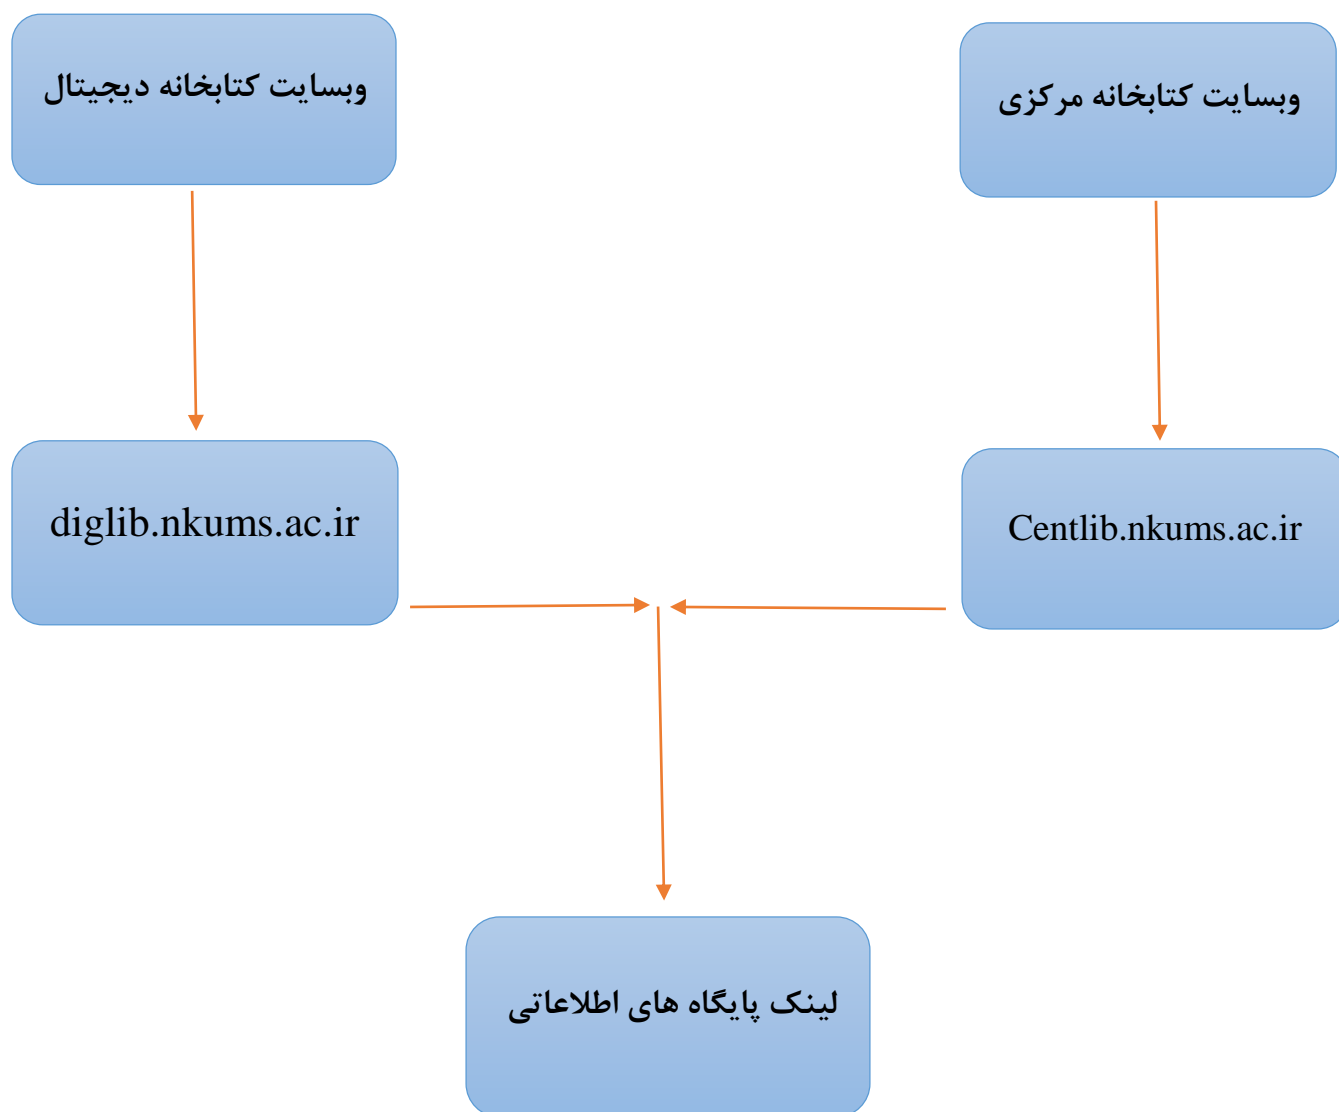 وبسایت کتابخانه مرکزی
وبسایت کتابخانه دیجیتال
Centlib.nkums.ac.ir
diglib.nkums.ac.ir
لینک پایگاه های اطلاعاتی